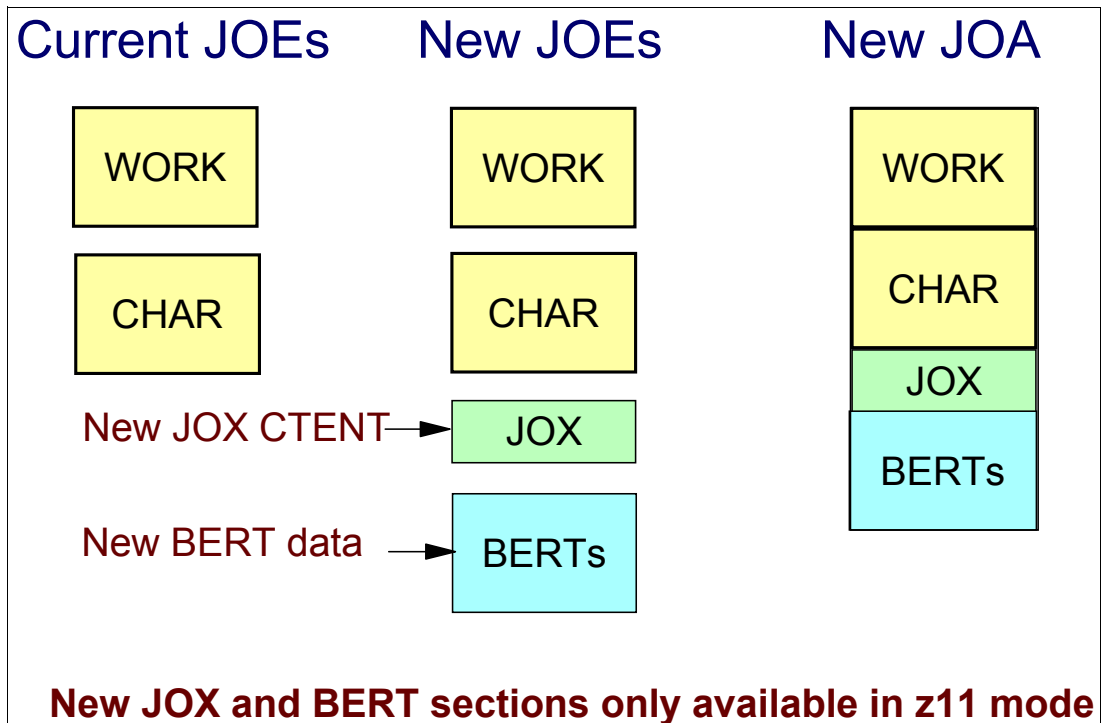 Current JOEs
New JOEs
New JOA
WORK
WORK
WORK
CHAR
CHAR
CHAR
New JOX CTENT
JOX
JOX
New BERT data
BERTs
BERTs
New JOX and BERT sections only available in z11 mode